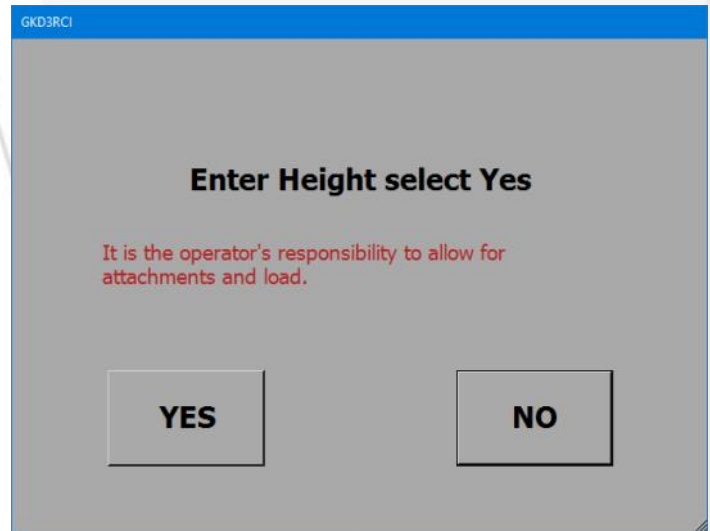 GKD3RCI
Enter Height select Yes
It is the operator's responsibility to allow for
attachments and load.
YES
NO